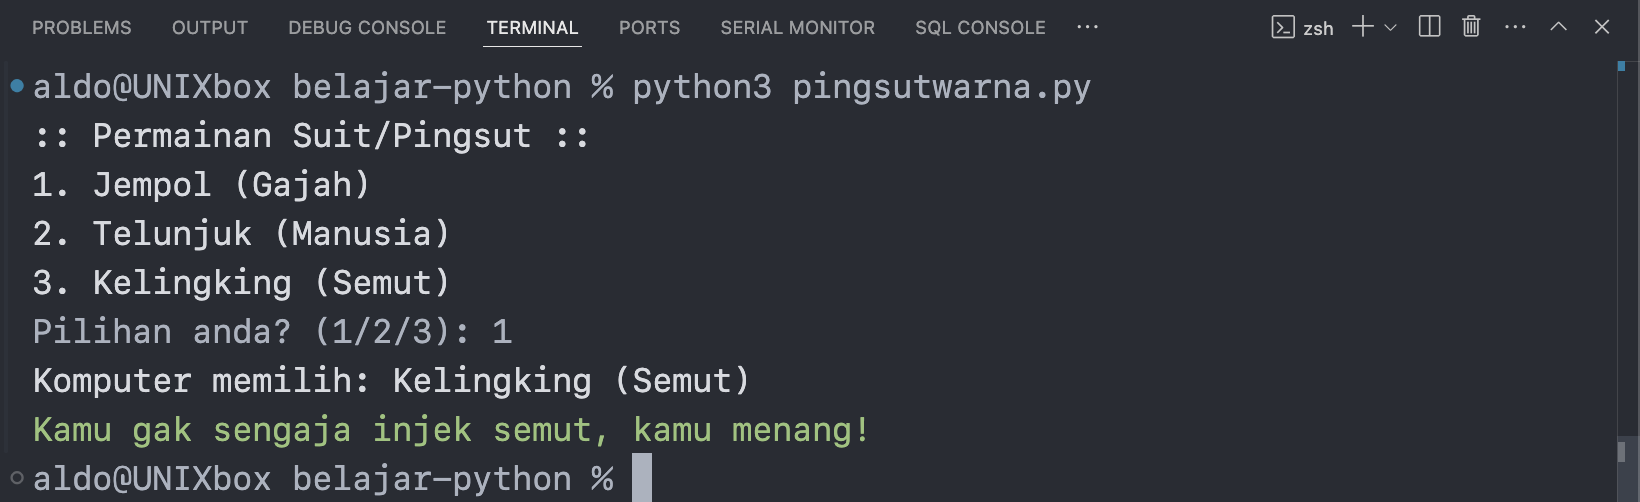 PROBLEMS OUTPUT DEBUG CONSOLE TERMINAL PORTS SERIAL MONITOR SQL CONSOLE ··· zsh ···
aldo@UNIXbox belajar-python % python3 pingsutwarna.py
:: Permainan Suit/Pingsut ::
1. Jempol (Gajah)
2. Telunjuk (Manusia)
3. Kelingking (Semut)
Pilihan anda? (1/2/3): 1
Komputer memilih: Kelingking (Semut)
Kamu gak sengaja injek semut, kamu menang!
aldo@UNIXbox belajar-python %